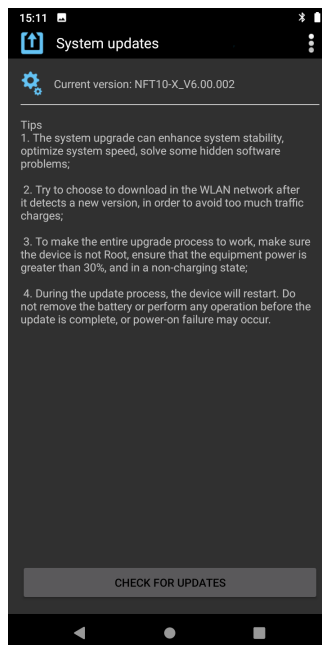 15:11
System updates
Current version: NFT10-X_V6.00.002
Tips
1. The system upgrade can enhance system stability,
optimize system speed, solve some hidden software
problems;
2. Try to choose to download in the WLAN network after
it detects a new version, in order to avoid too much traffic
charges;
3. To make the entire upgrade process to work, make sure
the device is not Root, ensure that the equipment power is
greater than 30%, and in a non-charging state;
4. During the update process, the device will restart. Do
not remove the battery or perform any operation before the
update is complete, or power-on failure may occur.
CHECK FOR UPDATES